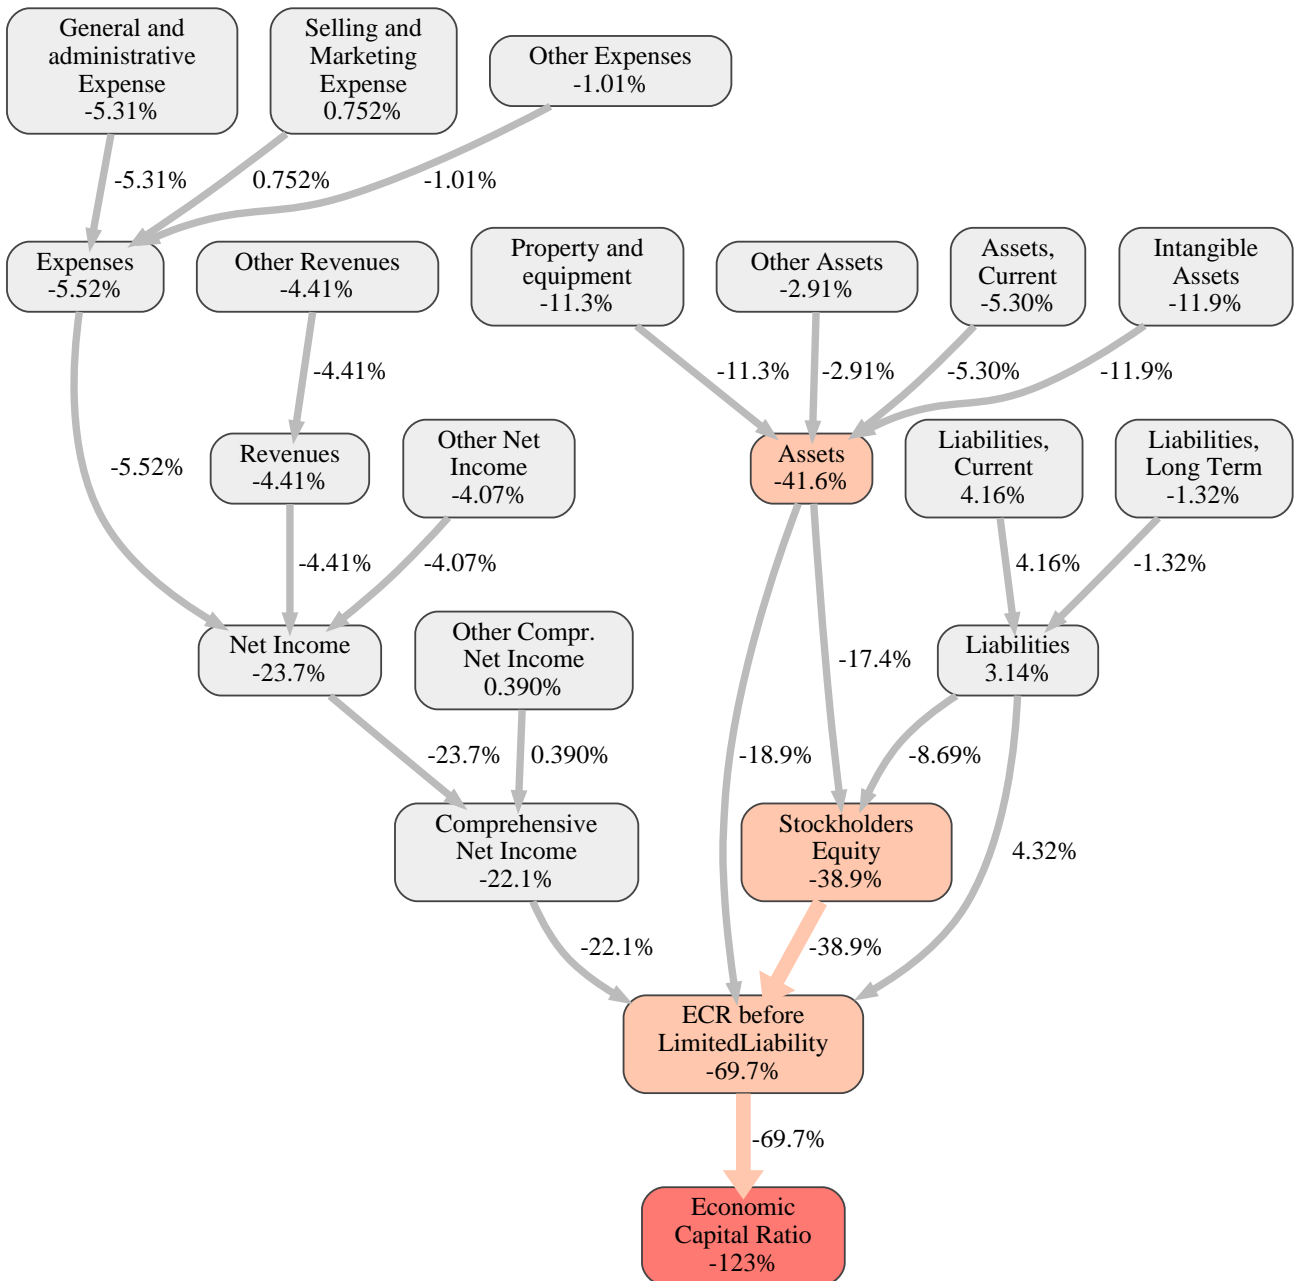 General and
administrative
Expense
-5.31%
Selling and
Marketing
Expense
0.752%
Other Expenses
-1.01%
-5.31%
0.752%
-1.01%
Expenses
-5.52%
Other Revenues
-4.41%
Property and
equipment
-11.3%
Other Assets
-2.91%
Assets,
Current
-5.30%
Intangible
Assets
-11.9%
-4.41%
-11.3%
-2.91%
-5.30%
-11.9%
-5.52%
Revenues
-4.41%
Other Net
Income
-4.07%
Assets
-41.6%
Liabilities,
Current
4.16%
Liabilities,
Long Term
-1.32%
-4.41%
-4.07%
4.16%
-1.32%
Net Income
-23.7%
Other Compr.
Net Income
0.390%
-17.4%
Liabilities
3.14%
-23.7%
0.390%
-18.9%
-8.69%
Comprehensive
Net Income
-22.1%
Stockholders
Equity
-38.9%
4.32%
-22.1%
-38.9%
ECR before
LimitedLiability
-69.7%
-69.7%
Economic
Capital Ratio
-123%